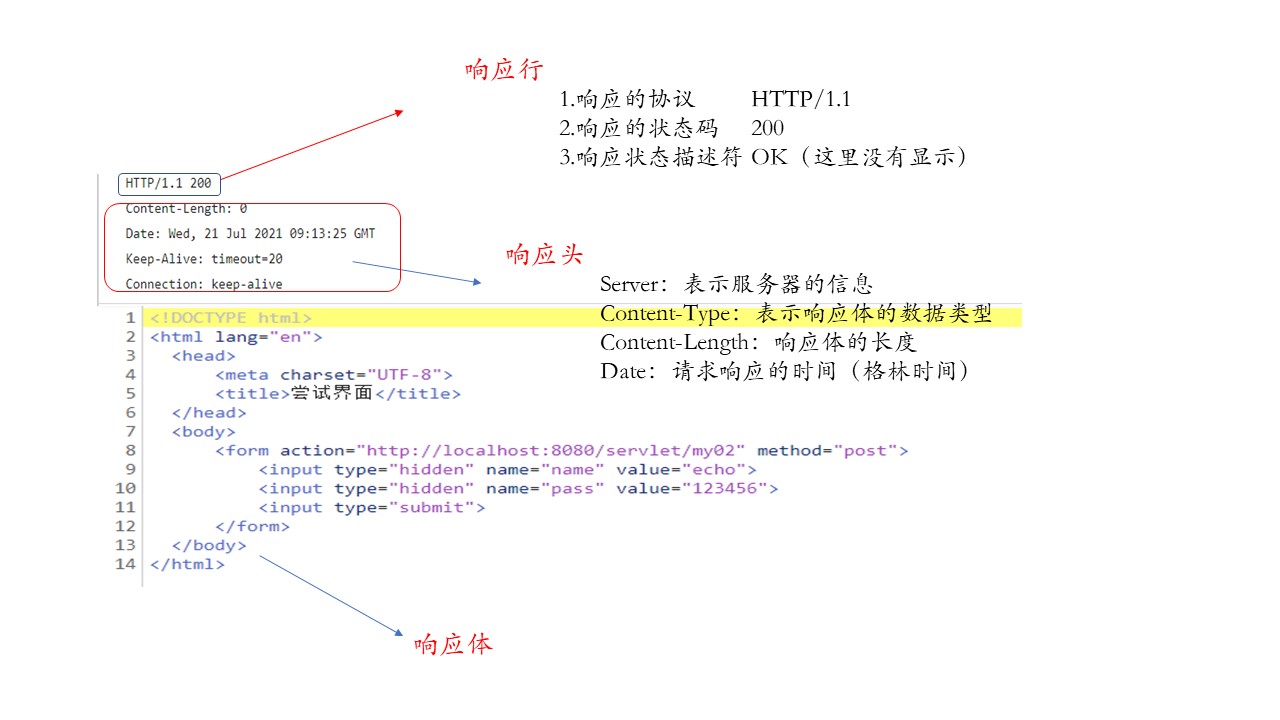 响应行
1.响应的协议 HTTP/1.1
2.响应的状态码 200
3.响应状态描述符 OK（这里没有显示）
HTTP/1.1 200
Content-Length: 0
Date: Wed, 21 Jul 2021 09:13:25 GMT
Keep-Alive: timeout=20
Connection: keep-alive
响应头
Server：表示服务器的信息
Content-Type：表示响应体的数据类型
Content-Length：响应体的长度
Date：请求响应的时间（格林时间）
1 <!DOCTYPE html>
2 <html lang="en">
3 <head>
4 <meta charset="UTF-8">
5 <title>尝试界面</title>
6 </head>
7 <body>
8 <form action="http://localhost:8080/servlet/my02" method="post">
9 <input type="hidden" name="name" value="echo">
10 <input type="hidden" name="pass" value="123456">
11 <input type="submit">
12 </form>
13 </body>
14 </html>
响应体